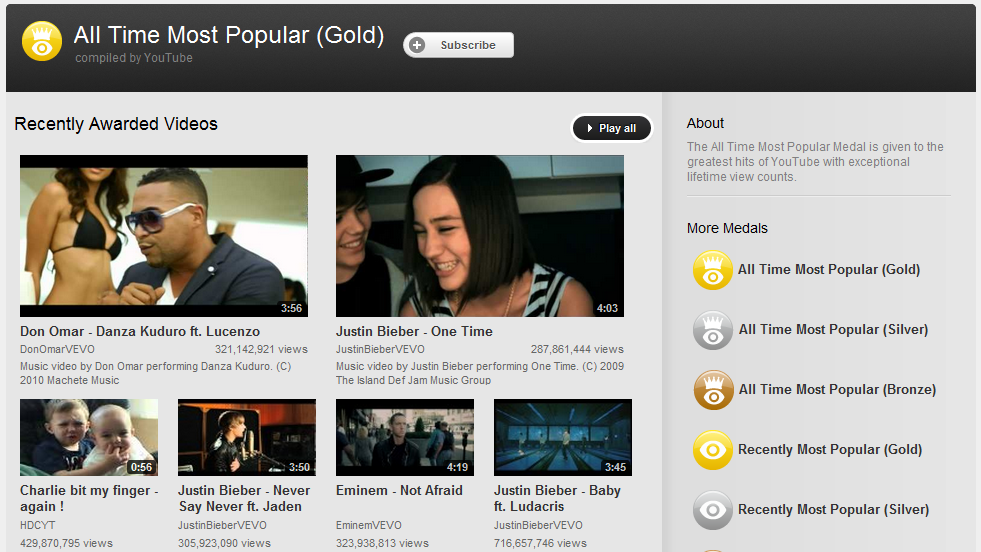 All Time Most Popular (Gold)
Subscribe
compiled by YouTube
Recently Awarded Videos
Play all
3:56
4:03
Don Omar - Danza Kuduro ft. Lucenzo
DonOmarVEVO 321,142,921 views
Music video by Don Omar performing Danza Kuduro. (C)
2010 Machete Music
Justin Bieber - One Time
JustinBieberVEVO 287,861,444 views
Music video by Justin Bieber performing One Time. (C) 2009
The Island Def Jam Music Group
0:56
3:50
4:19
3:45
Charlie bit my finger -
again !
HDCYT
429,870,795 views
Justin Bieber - Never
Say Never ft. Jaden
JustinBieberVEVO
305,923,090 views
Eminem - Not Afraid
EminemVEVO
323,938,813 views
Justin Bieber - Baby
ft. Ludacris
JustinBieberVEVO
716,657,746 views
About
The All Time Most Popular Medal is given to the
greatest hits of YouTube with exceptional
lifetime view counts.
More Medals
All Time Most Popular (Gold)
All Time Most Popular (Silver)
All Time Most Popular (Bronze)
Recently Most Popular (Gold)
Recently Most Popular (Silver)